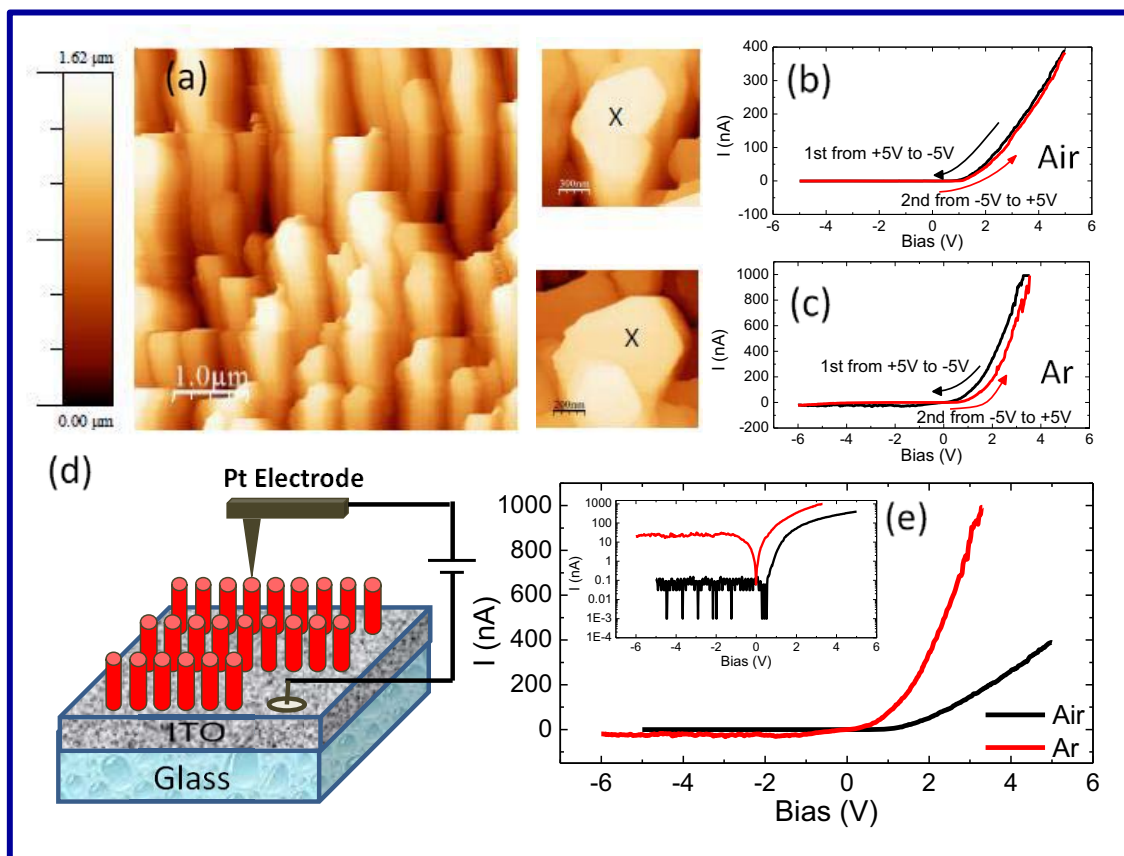 1.62 µm
0.00 µm
(a)
1.0µm
X
300nm
X
200nm
(b)
400
300
200
100
0
-100
I (nA)
1st from +5V to -5V
2nd from -5V to +5V
Air
-6 -4 -2 0 2 4 6
Bias (V)
(c)
1000
800
600
400
200
0
-200
I (nA)
1st from +5V to -5V
2nd from -5V to +5V
Ar
-6 -4 -2 0 2 4 6
Bias (V)
(d)
Pt Electrode
ITO
Glass
(e)
1000
800
600
400
200
0
I (nA)
-6 -4 -2 0 2 4 6
Bias (V)
Air
Ar
1000
100
10
1
0.1
0.01
1E-3
1E-4
I (nA)
-6 -4 -2 0 2 4 6
Bias (V)